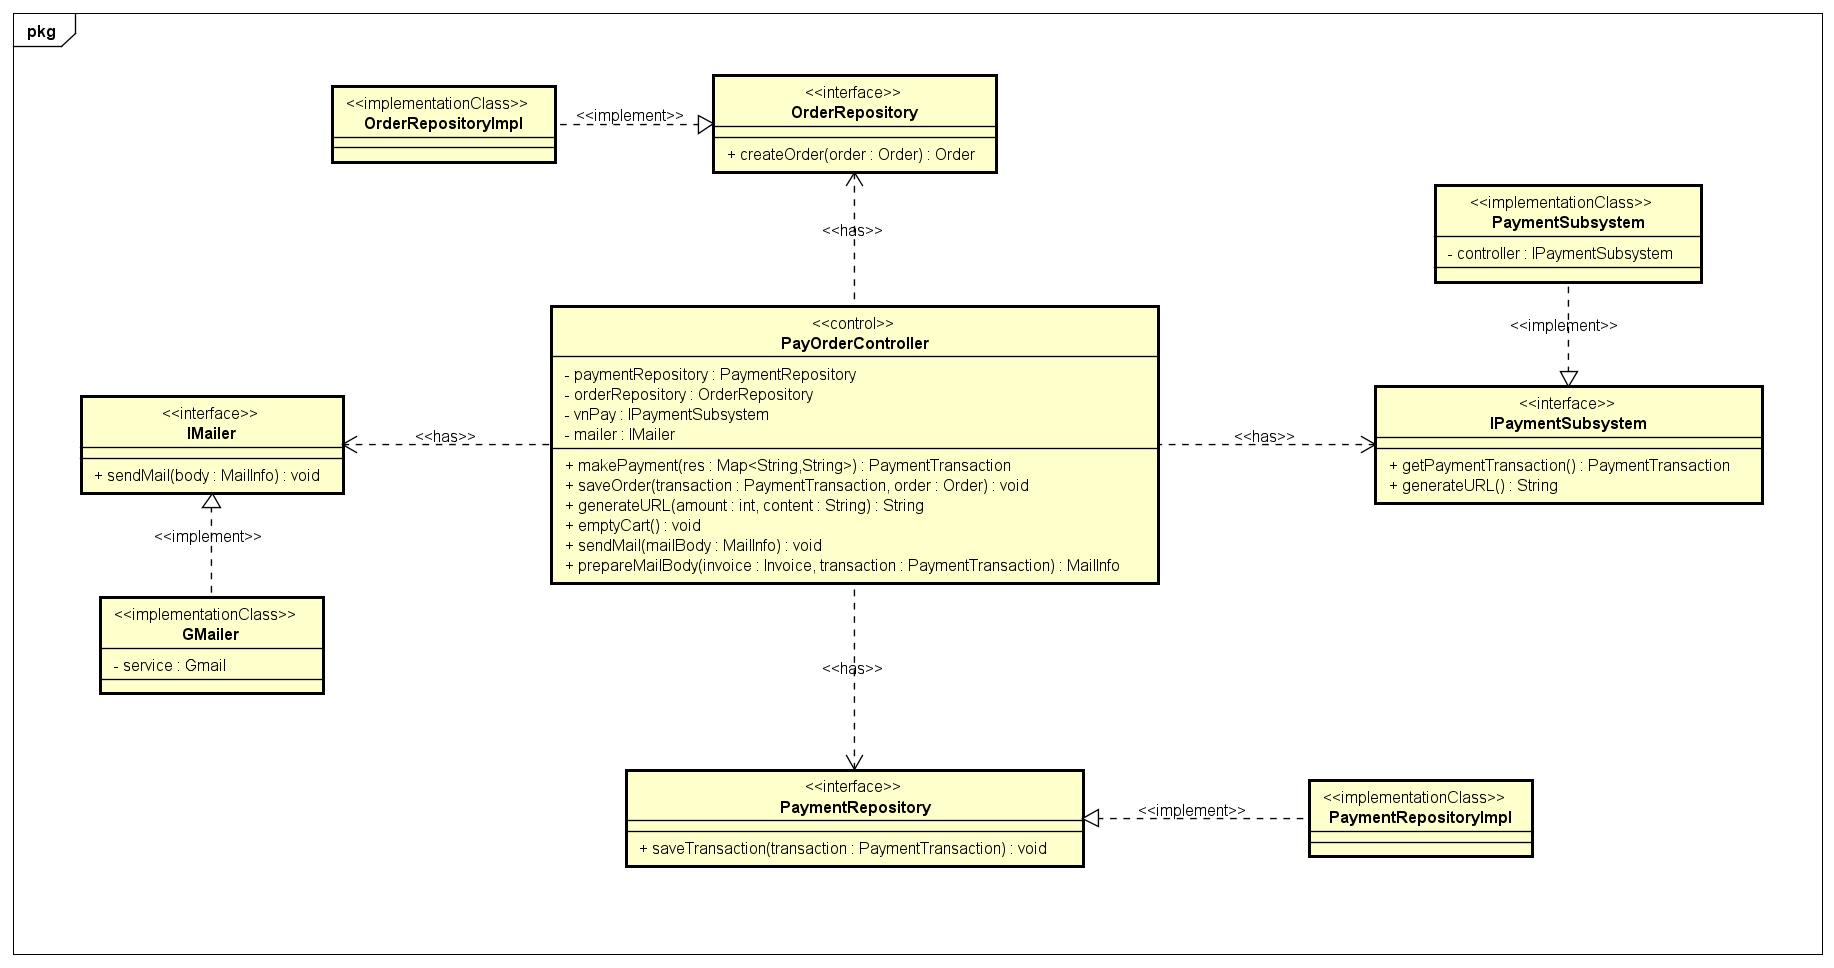 pkg
<<implementationClass>>
OrderRepositoryImpl
<<implement>>
<<interface>>
OrderRepository
+ createOrder(order : Order) : Order
<<has>>
<<implementationClass>>
PaymentSubsystem
- controller : IPaymentSubsystem
<<implement>>
<<control>>
PayOrderController
- paymentRepository : PaymentRepository
- orderRepository : OrderRepository
- vnPay : IPaymentSubsystem
- mailer : IMailer
+ makePayment(res : Map<String,String>) : PaymentTransaction
+ saveOrder(transaction : PaymentTransaction, order : Order) : void
+ generateURL(amount : int, content : String) : String
+ emptyCart() : void
+ sendMail(mailBody : MailInfo) : void
+ prepareMailBody(invoice : Invoice, transaction : PaymentTransaction) : MailInfo
<<interface>>
IMailer
+ sendMail(body : MailInfo) : void
<<has>>
<<has>>
<<interface>>
IPaymentSubsystem
+ getPaymentTransaction() : PaymentTransaction
+ generateURL() : String
<<implement>>
<<implementationClass>>
GMailer
- service : Gmail
<<has>>
<<interface>>
PaymentRepository
+ saveTransaction(transaction : PaymentTransaction) : void
<<implement>>
<<implementationClass>>
PaymentRepositoryImpl